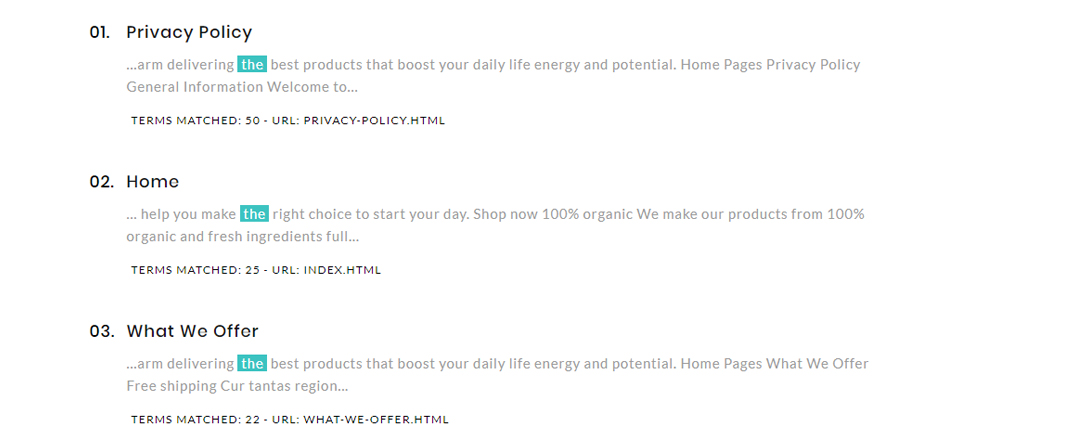 01. Privacy Policy
...arm delivering the best products that boost your daily life energy and potential. Home Pages Privacy Policy
General Information Welcome to...
TERMS MATCHED: 50 - URL: PRIVACY-POLICY.HTML
02. Home
... help you make the right choice to start your day. Shop now 100% organic We make our products from 100%
organic and fresh ingredients full...
TERMS MATCHED: 25 - URL: INDEX.HTML
03. What We Offer
...arm delivering the best products that boost your daily life energy and potential. Home Pages What We Offer
Free shipping Cur tantas region...
TERMS MATCHED: 22 - URL: WHAT-WE-OFFER.HTML